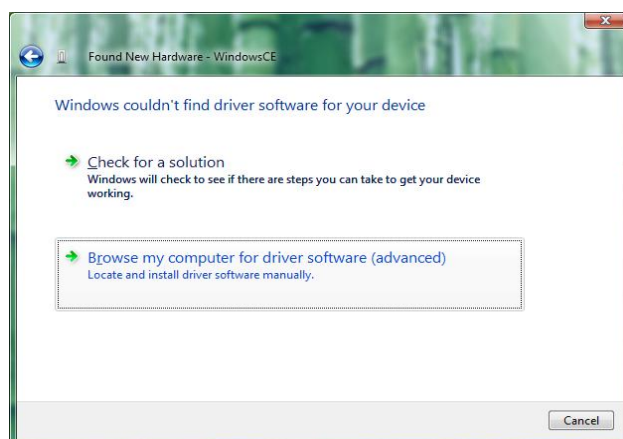 Found New Hardware - WindowsCE
Windows couldn't find driver software for your device
Check for a solution
Windows will check to see if there are steps you can take to get your device
working.
Browse my computer for driver software (advanced)
Locate and install driver software manually.
Cancel